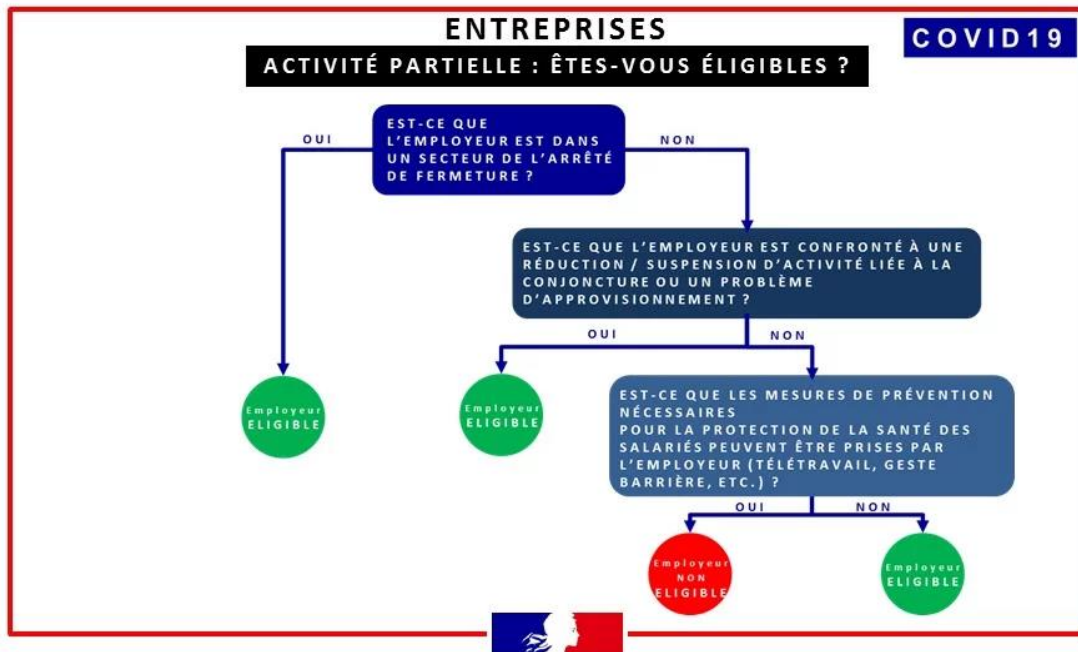 ENTREPRISES
COVID19
ACTIVITÉ PARTIELLE : ÊTES-VOUS ÉLIGIBLES ?
EST-CE QUE
L'EMPLOYEUR EST DANS
UN SECTEUR DE L'ARRÊTÉ
DE FERMETURE ?
OUI
NON
EST-CE QUE L'EMPLOYEUR EST CONFRONTÉ À UNE
RÉDUCTION / SUSPENSION D'ACTIVITÉ LIÉE À LA
CONJONCTURE OU UN PROBLÈME
D'APPROVISIONNEMENT ?
OUI
NON
Employeur
ELIGIBLE
Employeur
ELIGIBLE
EST-CE QUE LES MESURES DE PRÉVENTION
NÉCESSAIRES
POUR LA PROTECTION DE LA SANTÉ DES
SALARIÉS PEUVENT ÊTRE PRISES PAR
L'EMPLOYEUR (TÉLÉTRAVAIL, GESTE
BARRIÈRE, ETC.) ?
OUI
NON
Employeur
NON
ELIGIBLE
Employeur
ELIGIBLE